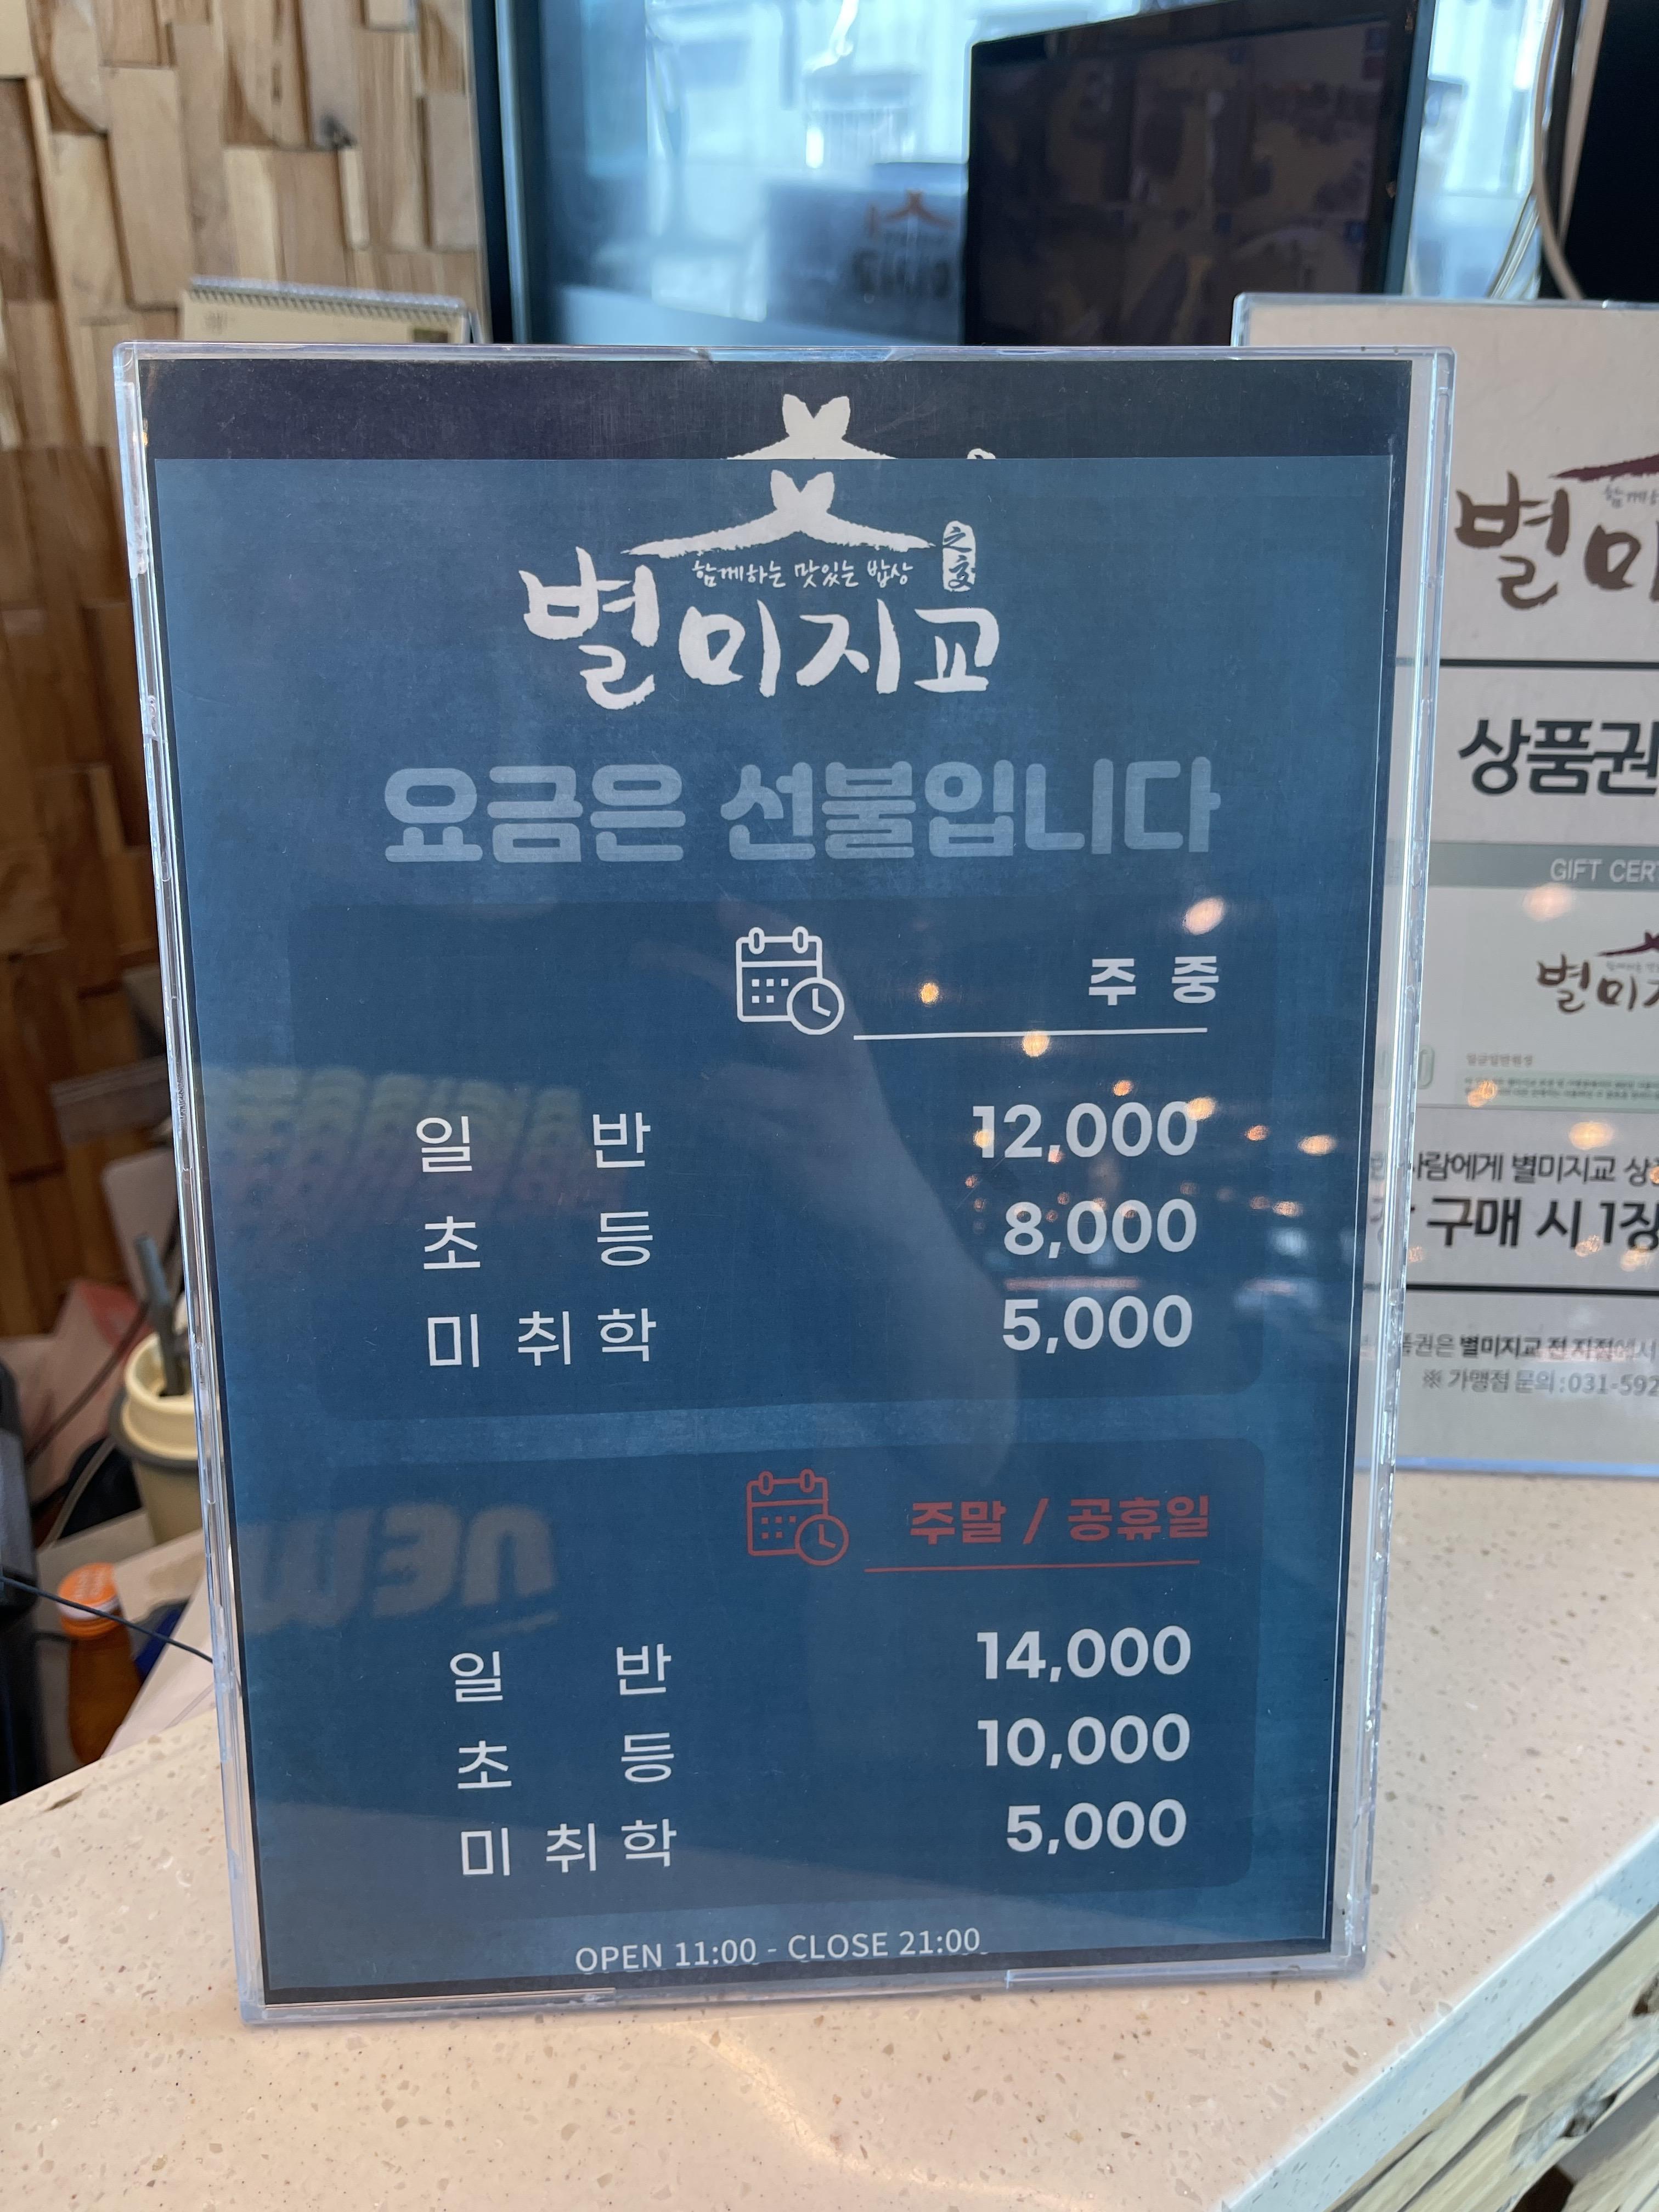 함께하는 맛있는 밥상
之交
별미지교
요금은 선불입니다
주 중
일 반 12,000
초 등 8,000
미 취 학 5,000
주말 / 공휴일
일 반 14,000
초 등 10,000
미 취 학 5,000
OPEN 11:00 - CLOSE 21:00
별미
상품권
GIFT CER
별미지
사람에게 별미지교 상
구매 시 1장
품권은 별미지교 전 지점에서
※ 가맹점 문의 : 031-592